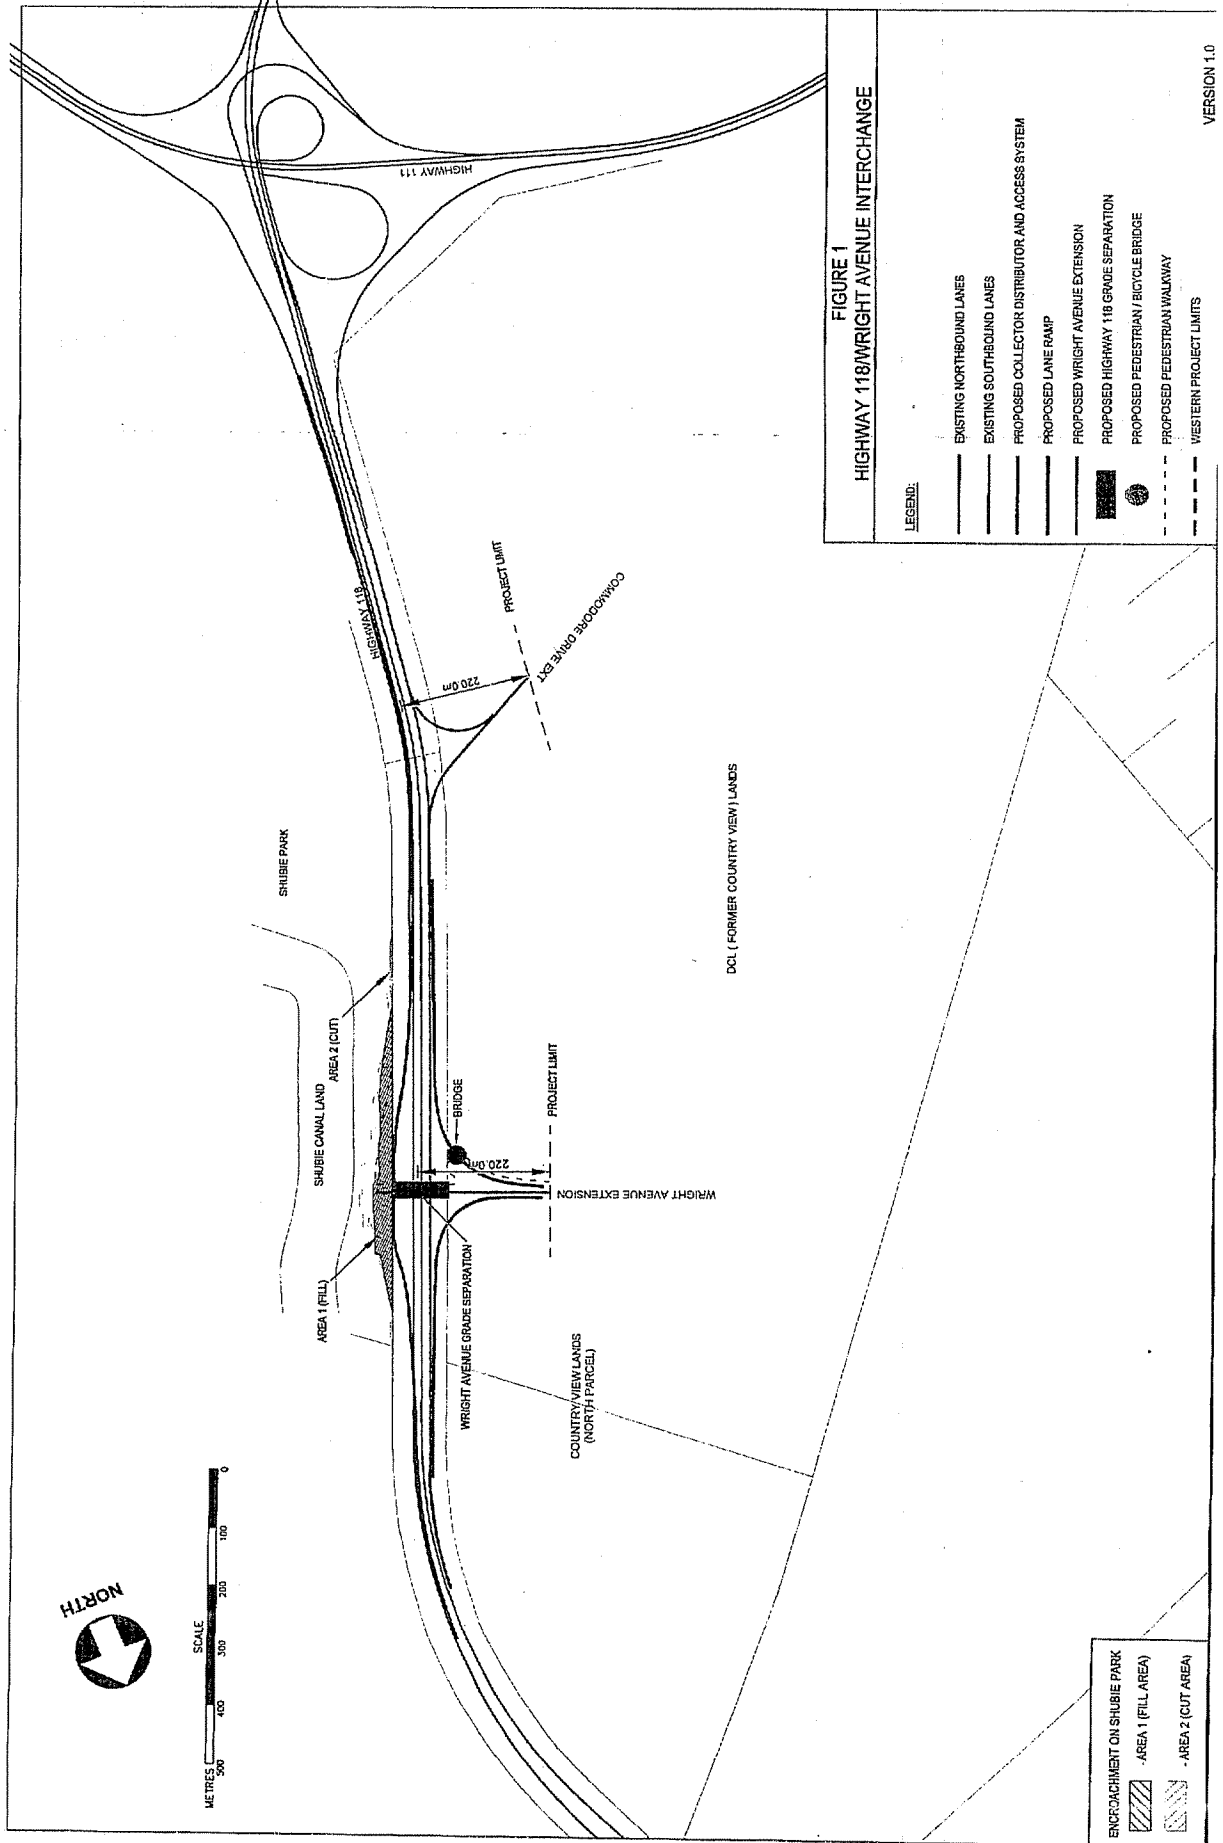 FIGURE 1
HIGHWAY 118/WRIGHT AVENUE INTERCHANGE
LEGEND:
EXISTING NORTHBOUND LANES
EXISTING SOUTHBOUND LANES
PROPOSED COLLECTOR DISTRIBUTOR AND ACCESS SYSTEM
PROPOSED LANE RAMP
PROPOSED WRIGHT AVENUE EXTENSION
PROPOSED HIGHWAY 118 GRADE SEPARATION
PROPOSED PEDESTRIAN / BICYCLE BRIDGE
PROPOSED PEDESTRIAN WALKWAY
WESTERN PROJECT LIMITS
VERSION 1.0
NORTH
SCALE
METRES 500 400 300 200 100 0
HIGHWAY 111
HIGHWAY 118
PROJECT LIMIT
COMMODORE DRIVE EXT
220.0m
SHUBIE PARK
SHUBIE CANAL LAND
AREA 2 (CUT)
AREA 1 (FILL)
BRIDGE
PROJECT LIMIT
220.0m
WRIGHT AVENUE EXTENSION
WRIGHT AVENUE GRADE SEPARATION
DCL ( FORMER COUNTRY VIEW ) LANDS
COUNTRY VIEW LANDS
(NORTH PARCEL)
ENCROACHMENT ON SHUBIE PARK
- AREA 1 (FILL AREA)
- AREA 2 (CUT AREA)